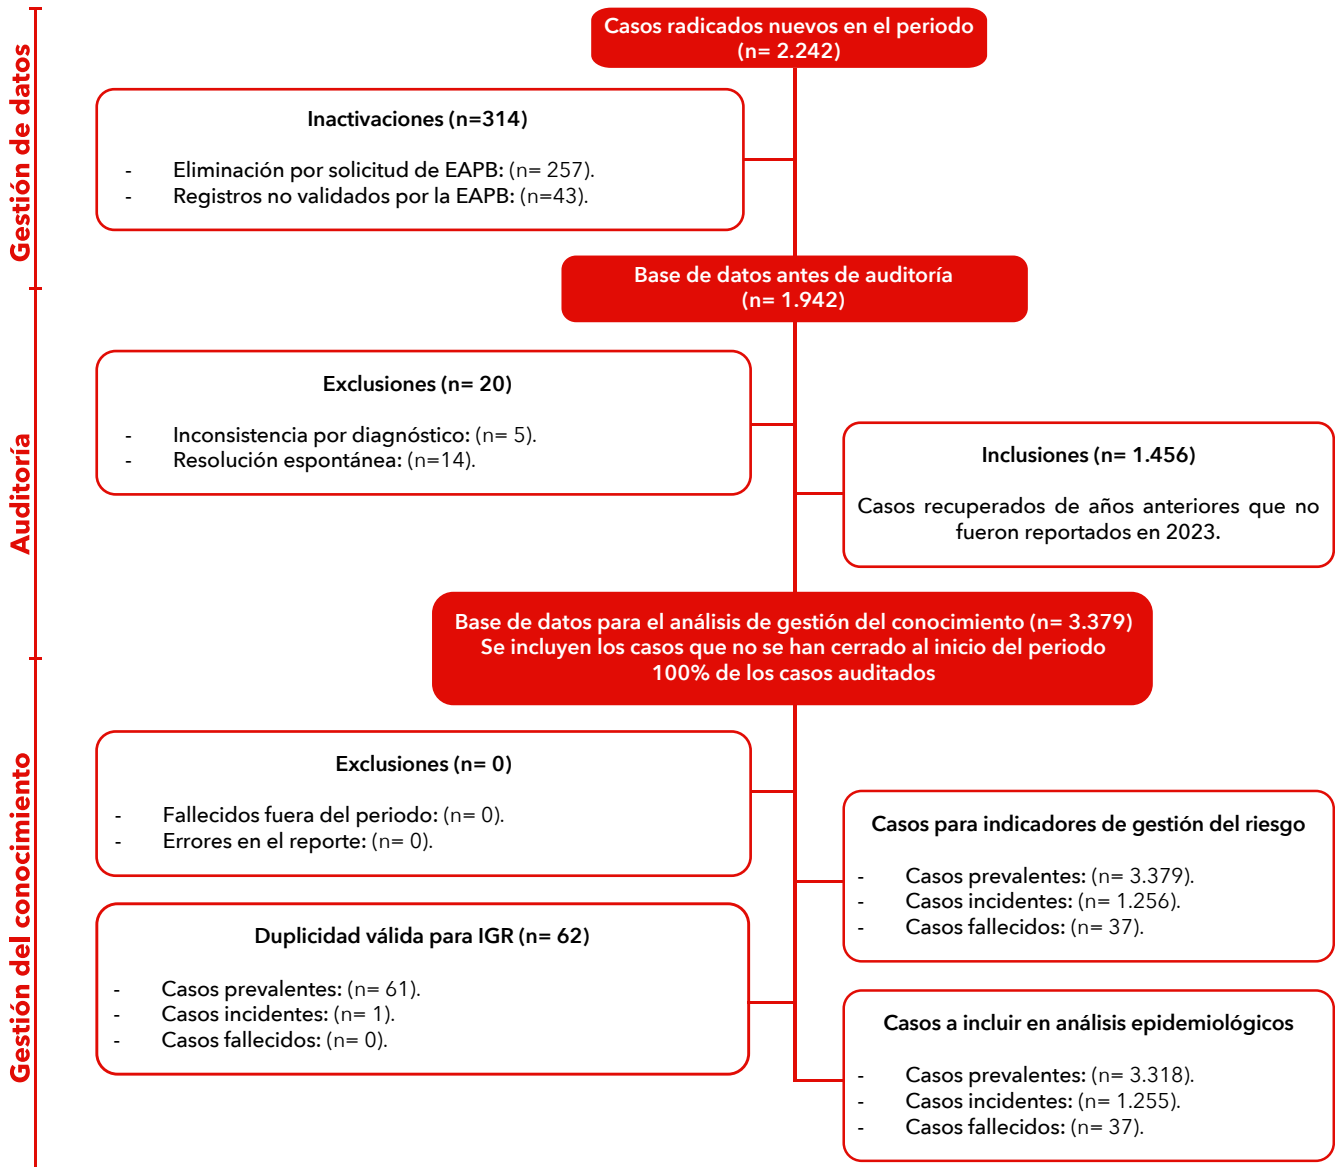 Gestión de datos
Casos radicados nuevos en el periodo
(n= 2.242)
Inactivaciones (n=314)
- Eliminación por solicitud de EAPB: (n= 257).
- Registros no validados por la EAPB: (n=43).
Base de datos antes de auditoría
(n= 1.942)
Auditoría
Exclusiones (n= 20)
- Inconsistencia por diagnóstico: (n= 5).
- Resolución espontánea: (n=14).
Inclusiones (n= 1.456)
Casos recuperados de años anteriores que no
fueron reportados en 2023.
Base de datos para el análisis de gestión del conocimiento (n= 3.379)
Se incluyen los casos que no se han cerrado al inicio del periodo
100% de los casos auditados
Gestión del conocimiento
Exclusiones (n= 0)
- Fallecidos fuera del periodo: (n= 0).
- Errores en el reporte: (n= 0).
Casos para indicadores de gestión del riesgo
- Casos prevalentes: (n= 3.379).
- Casos incidentes: (n= 1.256).
- Casos fallecidos: (n= 37).
Duplicidad válida para IGR (n= 62)
- Casos prevalentes: (n= 61).
- Casos incidentes: (n= 1).
- Casos fallecidos: (n= 0).
Casos a incluir en análisis epidemiológicos
- Casos prevalentes: (n= 3.318).
- Casos incidentes: (n= 1.255).
- Casos fallecidos: (n= 37).